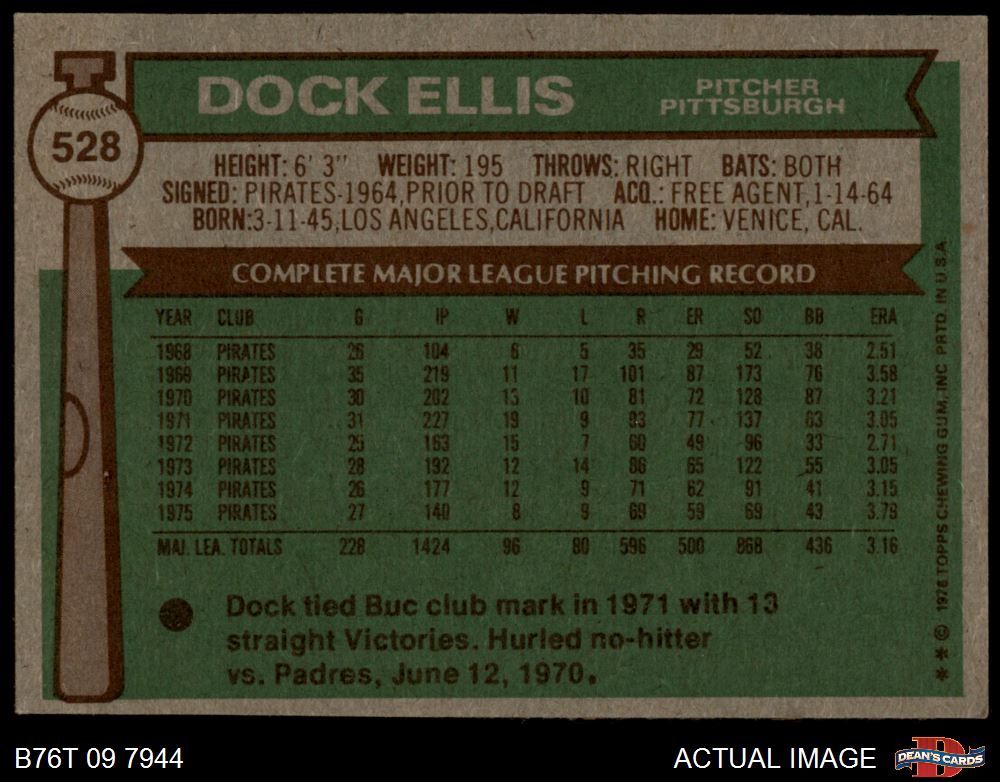 DOCK ELLIS
PITCHER
PITTSBURGH
528
HEIGHT: 6' 3" WEIGHT: 195 THROWS: RIGHT BATS: BOTH
SIGNED: PIRATES-1964, PRIOR TO DRAFT ACQ.: FREE AGENT, 1-14-64
BORN: 3-11-45, LOS ANGELES, CALIFORNIA HOME: VENICE, CAL.
COMPLETE MAJOR LEAGUE PITCHING RECORD
YEAR CLUB G IP W L R ER SO BB ERA
1968 PIRATES 26 104 6 5 35 29 52 38 2.51
1969 PIRATES 35 219 11 17 101 87 173 76 3.58
1970 PIRATES 30 202 13 10 81 72 128 87 3.21
1971 PIRATES 31 227 19 9 93 77 137 63 3.05
1972 PIRATES 25 163 15 7 60 49 96 33 2.71
1973 PIRATES 28 192 12 14 86 65 122 55 3.05
1974 PIRATES 26 177 12 9 71 62 91 41 3.15
1975 PIRATES 27 140 8 9 69 59 69 43 3.79
MAJ. LEA. TOTALS 228 1424 96 80 596 500 868 436 3.16
Dock tied Buc club mark in 1971 with 13
straight Victories. Hurled no-hitter
vs. Padres, June 12, 1970.
** © 1976 TOPPS CHEWING GUM, INC PRTD. IN U.S.A.
B76T 09 7944
ACTUAL IMAGE
D
DEAN'S CARDS